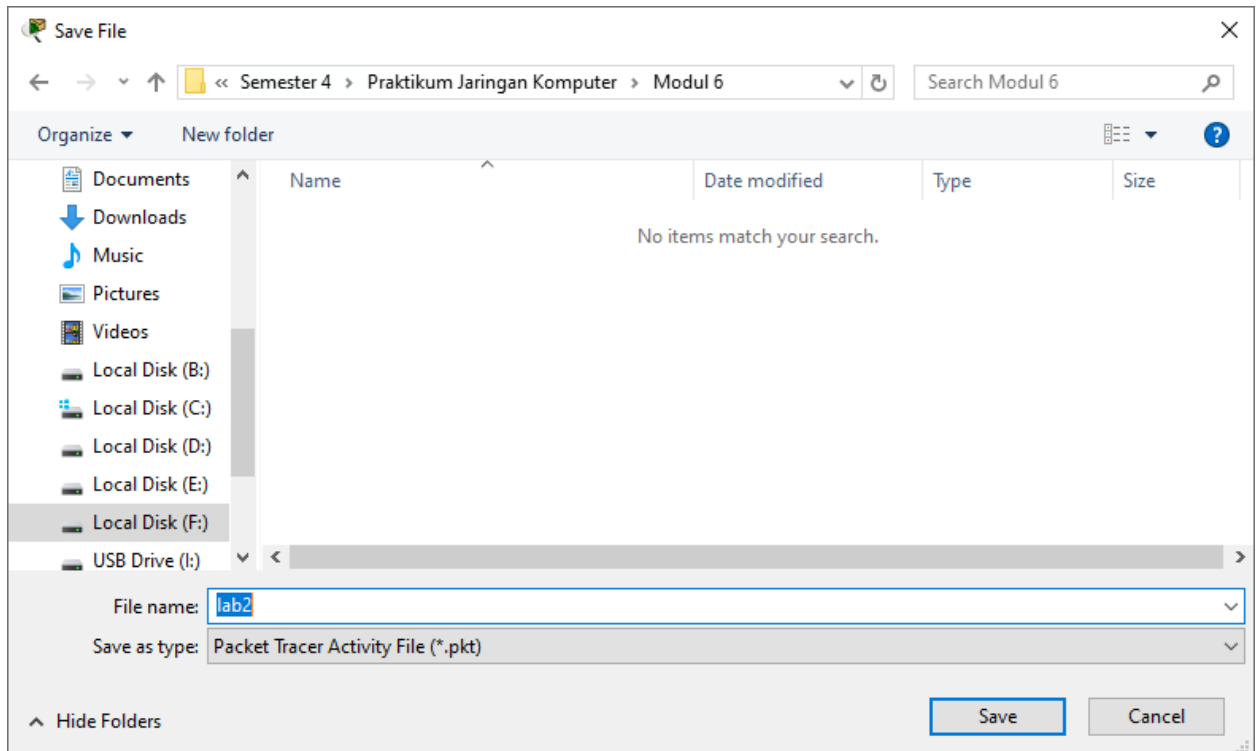 Save File
« Semester 4 > Praktikum Jaringan Komputer > Modul 6
Search Modul 6
Organize
New folder
Name
Date modified
Type
Size
No items match your search.
Documents
Downloads
Music
Pictures
Videos
Local Disk (B:)
Local Disk (C:)
Local Disk (D:)
Local Disk (E:)
Local Disk (F:)
USB Drive (I:)
File name: lab2
Save as type: Packet Tracer Activity File (*.pkt)
Hide Folders
Save
Cancel